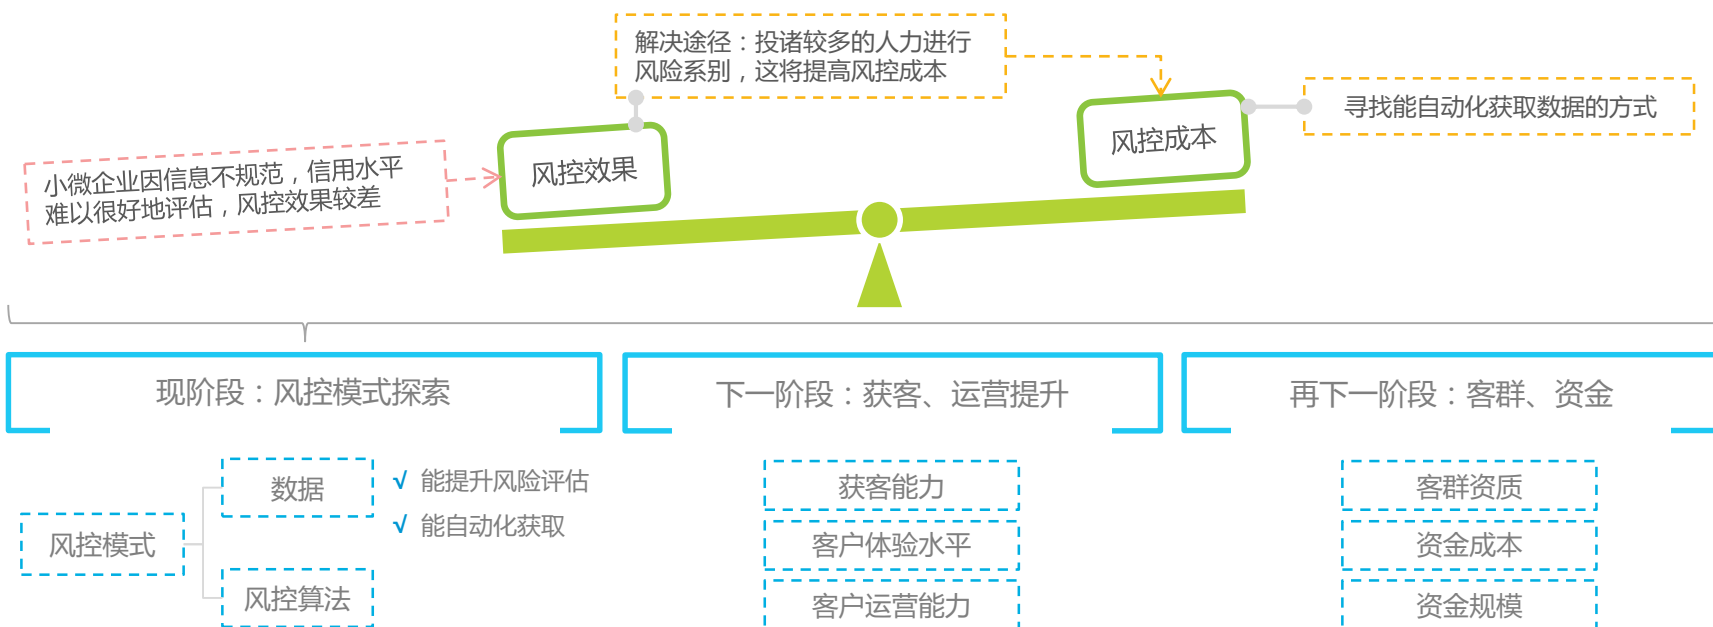 解决途径：投诸较多的人力进行
风险系别，这将提高风控成本
寻找能自动化获取数据的方式
风控成本
小微企业因信息不规范，信用水平
难以很好地评估，风控效果较差
风控效果
现阶段：风控模式探索
下一阶段：获客、运营提升
再下一阶段：客群、资金
风控模式
数据
√ 能提升风险评估
√ 能自动化获取
风控算法
获客能力
客户体验水平
客户运营能力
客群资质
资金成本
资金规模